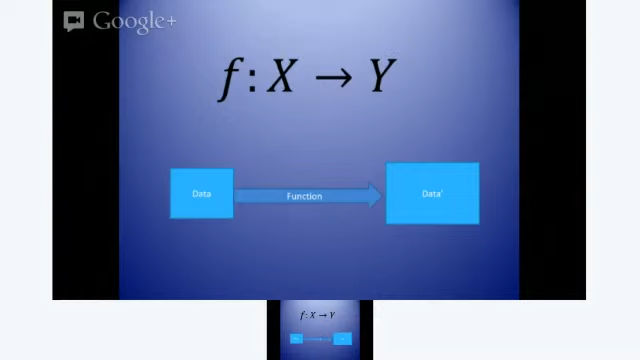 Google+
f: X → Y
Data
Function
Data'
f: X → Y